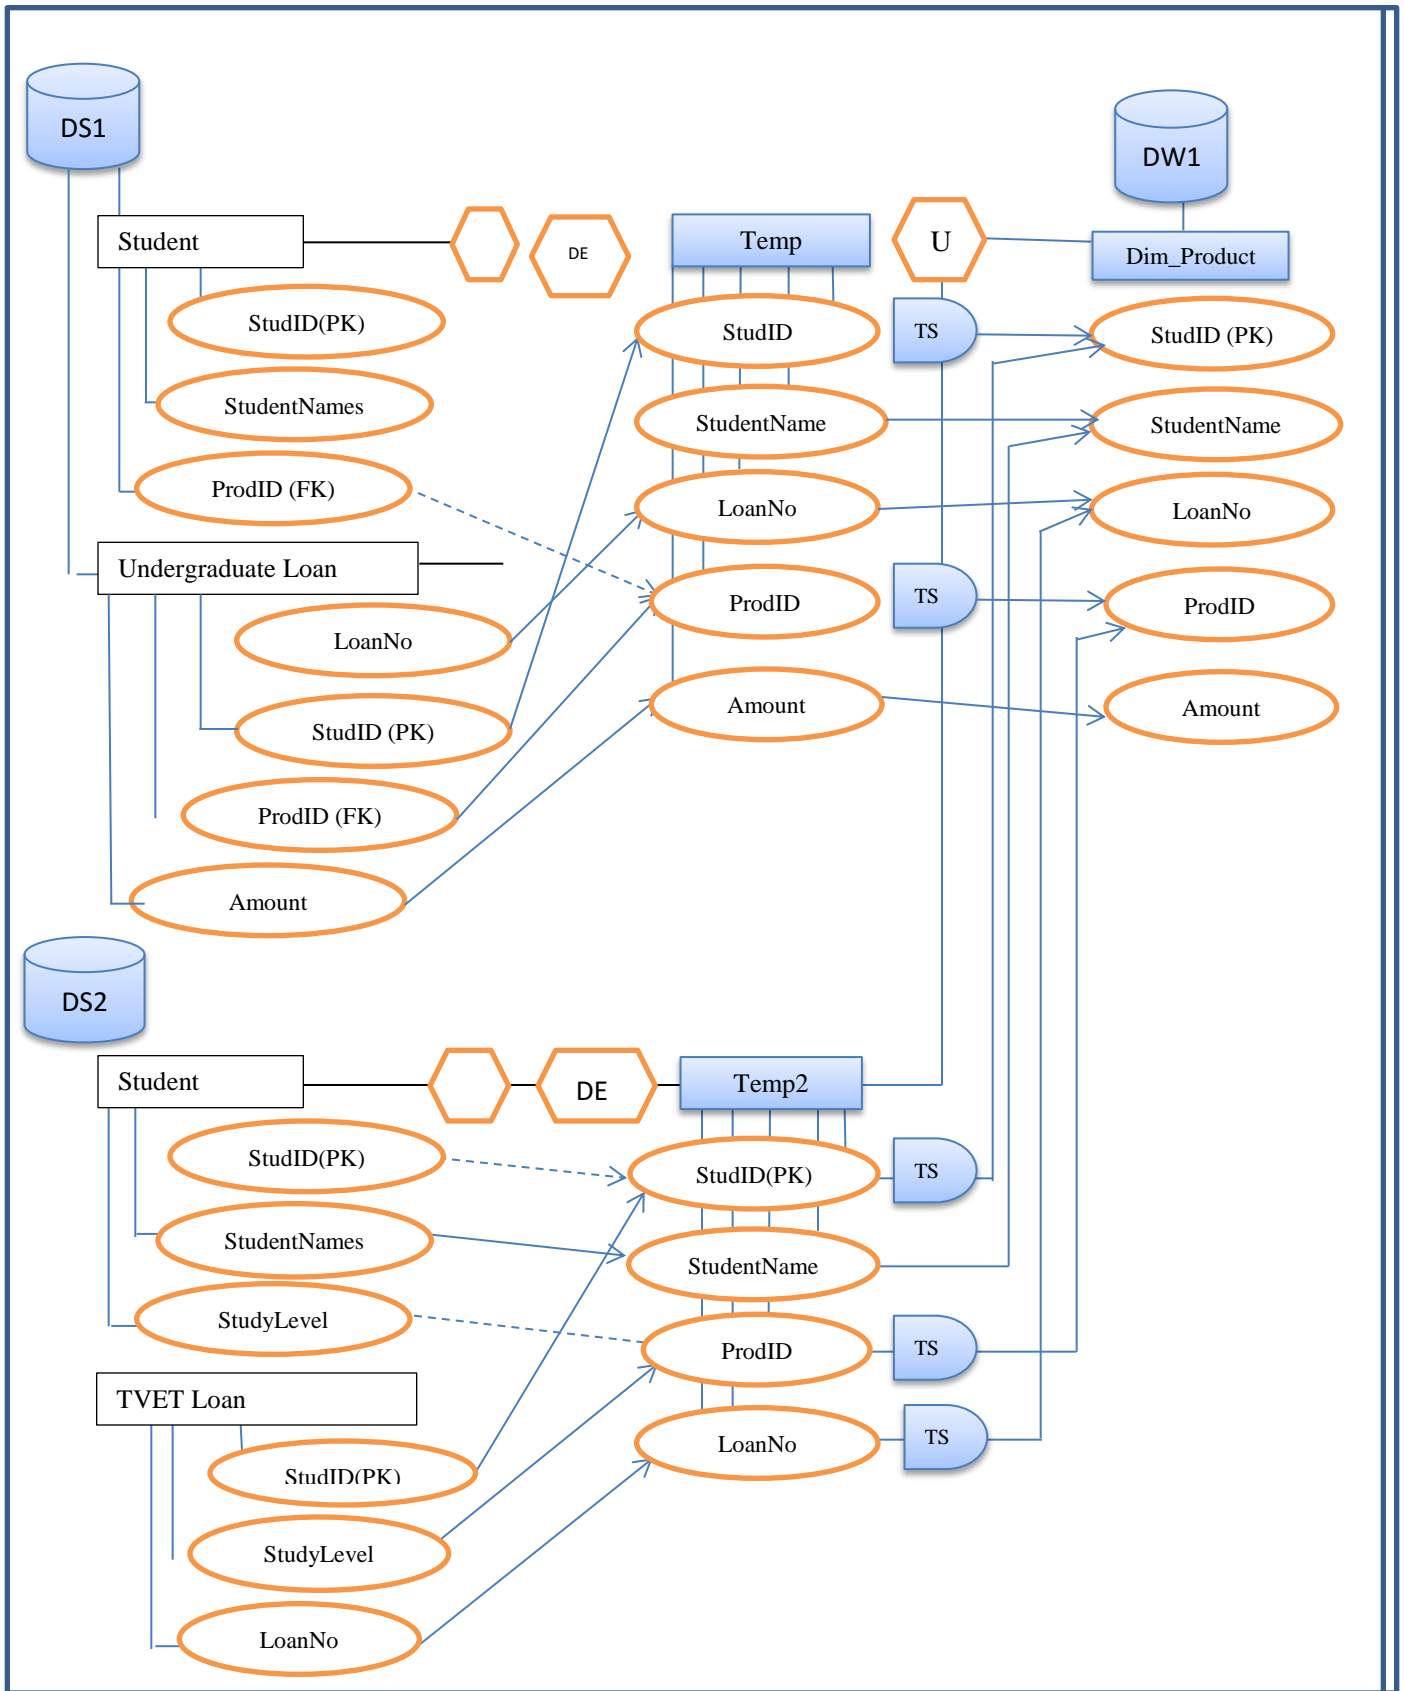 DS1
DW1
Student
DE
Temp
U
Dim_Product
StudID(PK)
StudID
TS
StudID (PK)
StudentNames
StudentName
StudentName
ProdID (FK)
LoanNo
LoanNo
Undergraduate Loan
ProdID
TS
ProdID
LoanNo
StudID (PK)
Amount
Amount
ProdID (FK)
Amount
DS2
Student
DE
Temp2
StudID(PK)
StudID(PK)
TS
StudentNames
StudentName
StudyLevel
ProdID
TS
TVET Loan
LoanNo
TS
StudID(PK)
StudyLevel
LoanNo